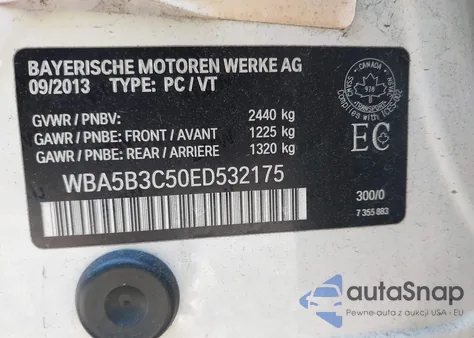 BAYERISCHE MOTOREN WERKE AG
09/2013 TYPE: PC / VT
GVWR / PNBV: 2440 kg
GAWR / PNBE: FRONT / AVANT 1225 kg
GAWR / PNBE: REAR / ARRIERE 1320 kg
WBA5B3C50ED532175
CANADA
TRANSPORT
EC
300/0
7 355 883
autoSnap
Pewne auta z aukcji USA - EU